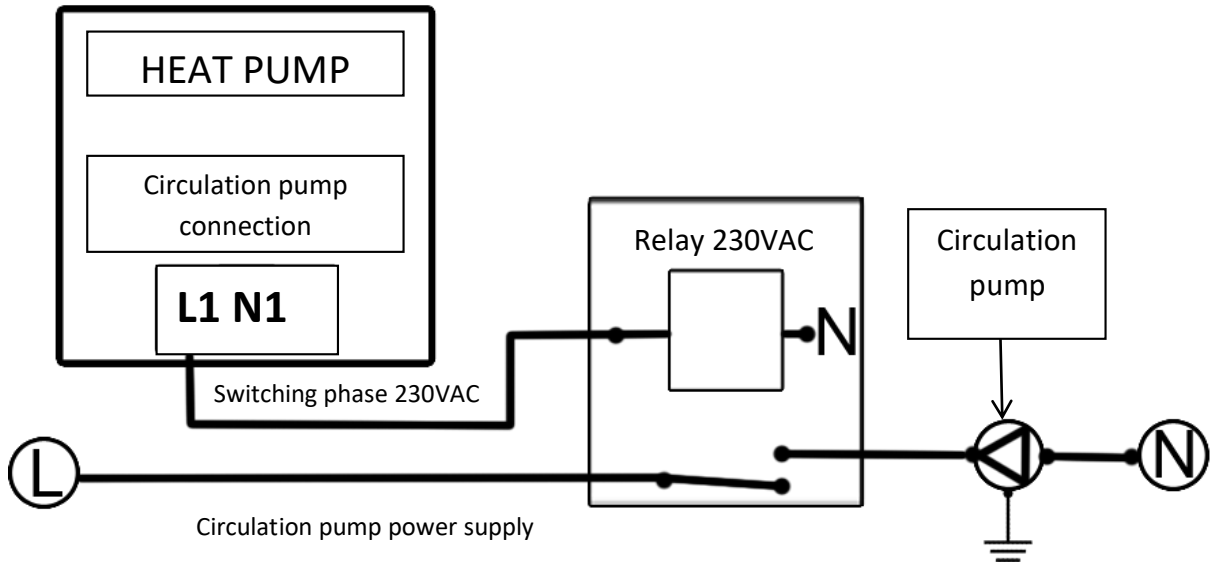 HEAT PUMP
Circulation pump
connection
L1 N1
Switching phase 230VAC
Relay 230VAC
N
Circulation
pump
L
N
Circulation pump power supply